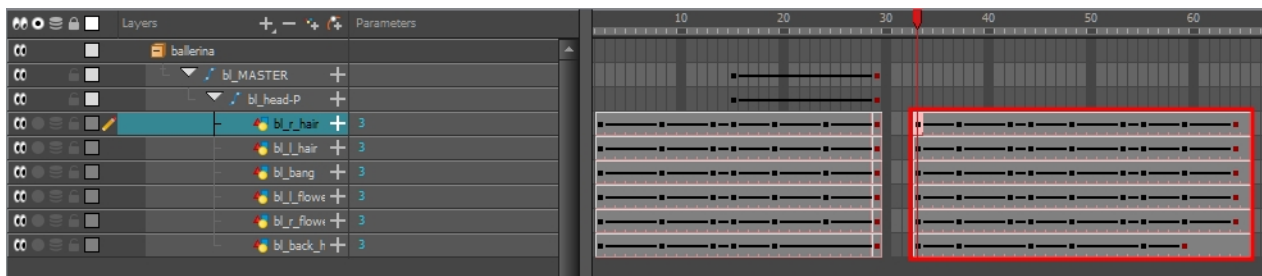 Layers Parameters 10 20 30 40 50 60
ballerina
bl_MASTER
bl_head-P
bl_r_hair 3
bl_l_hair 3
bl_bang 3
bl_l_flowe 3
bl_r_flowe 3
bl_back_h 3